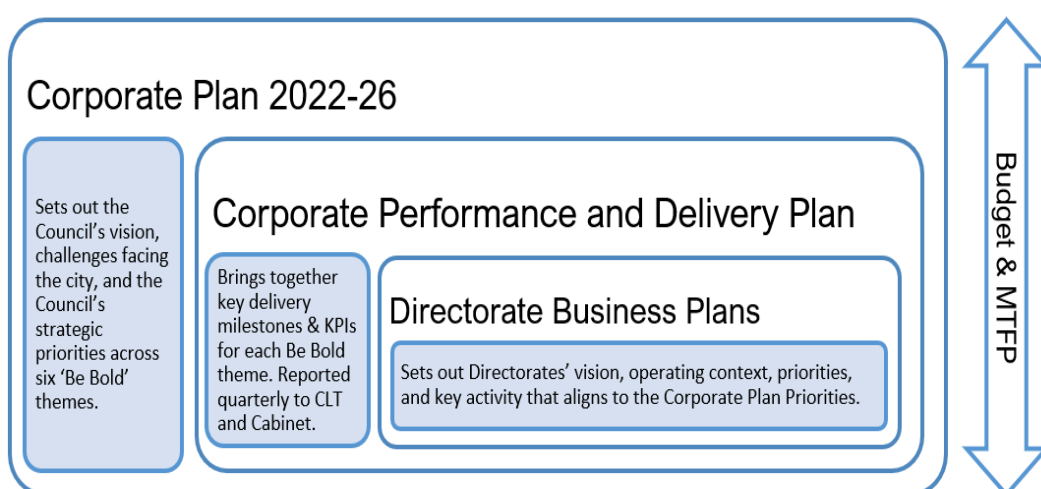 Corporate Plan 2022-26
Sets out the
Council's vision,
challenges facing
the city, and the
Council's
strategic
priorities across
six 'Be Bold'
themes.
Corporate Performance and Delivery Plan
Brings together
key delivery
milestones & KPIs
for each Be Bold
theme. Reported
quarterly to CLT
and Cabinet.
Directorate Business Plans
Sets out Directorates' vision, operating context, priorities,
and key activity that aligns to the Corporate Plan Priorities.
Budget & MTFP